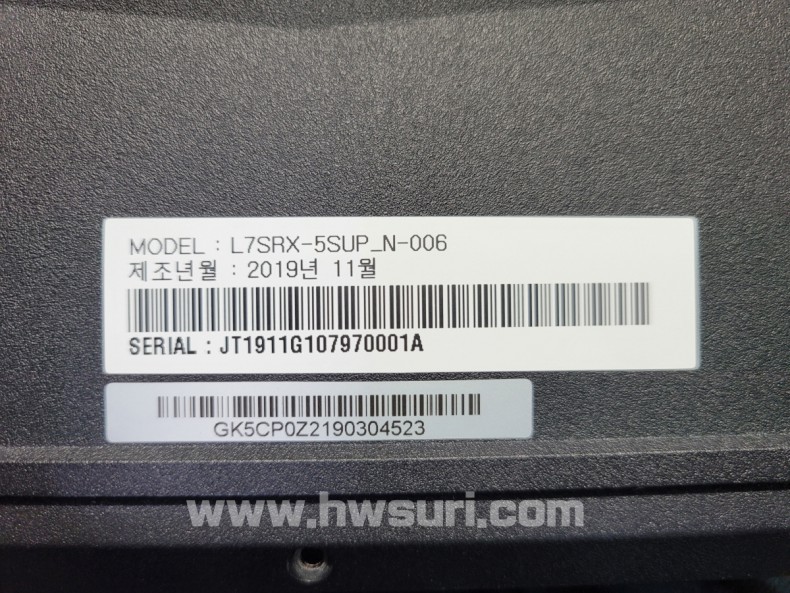 MODEL : L7SRX-5SUP_N-006
제조년월 : 2019년 11월
SERIAL : JT1911G107970001A
GK5CP0Z2190304523
www.hwsuri.com